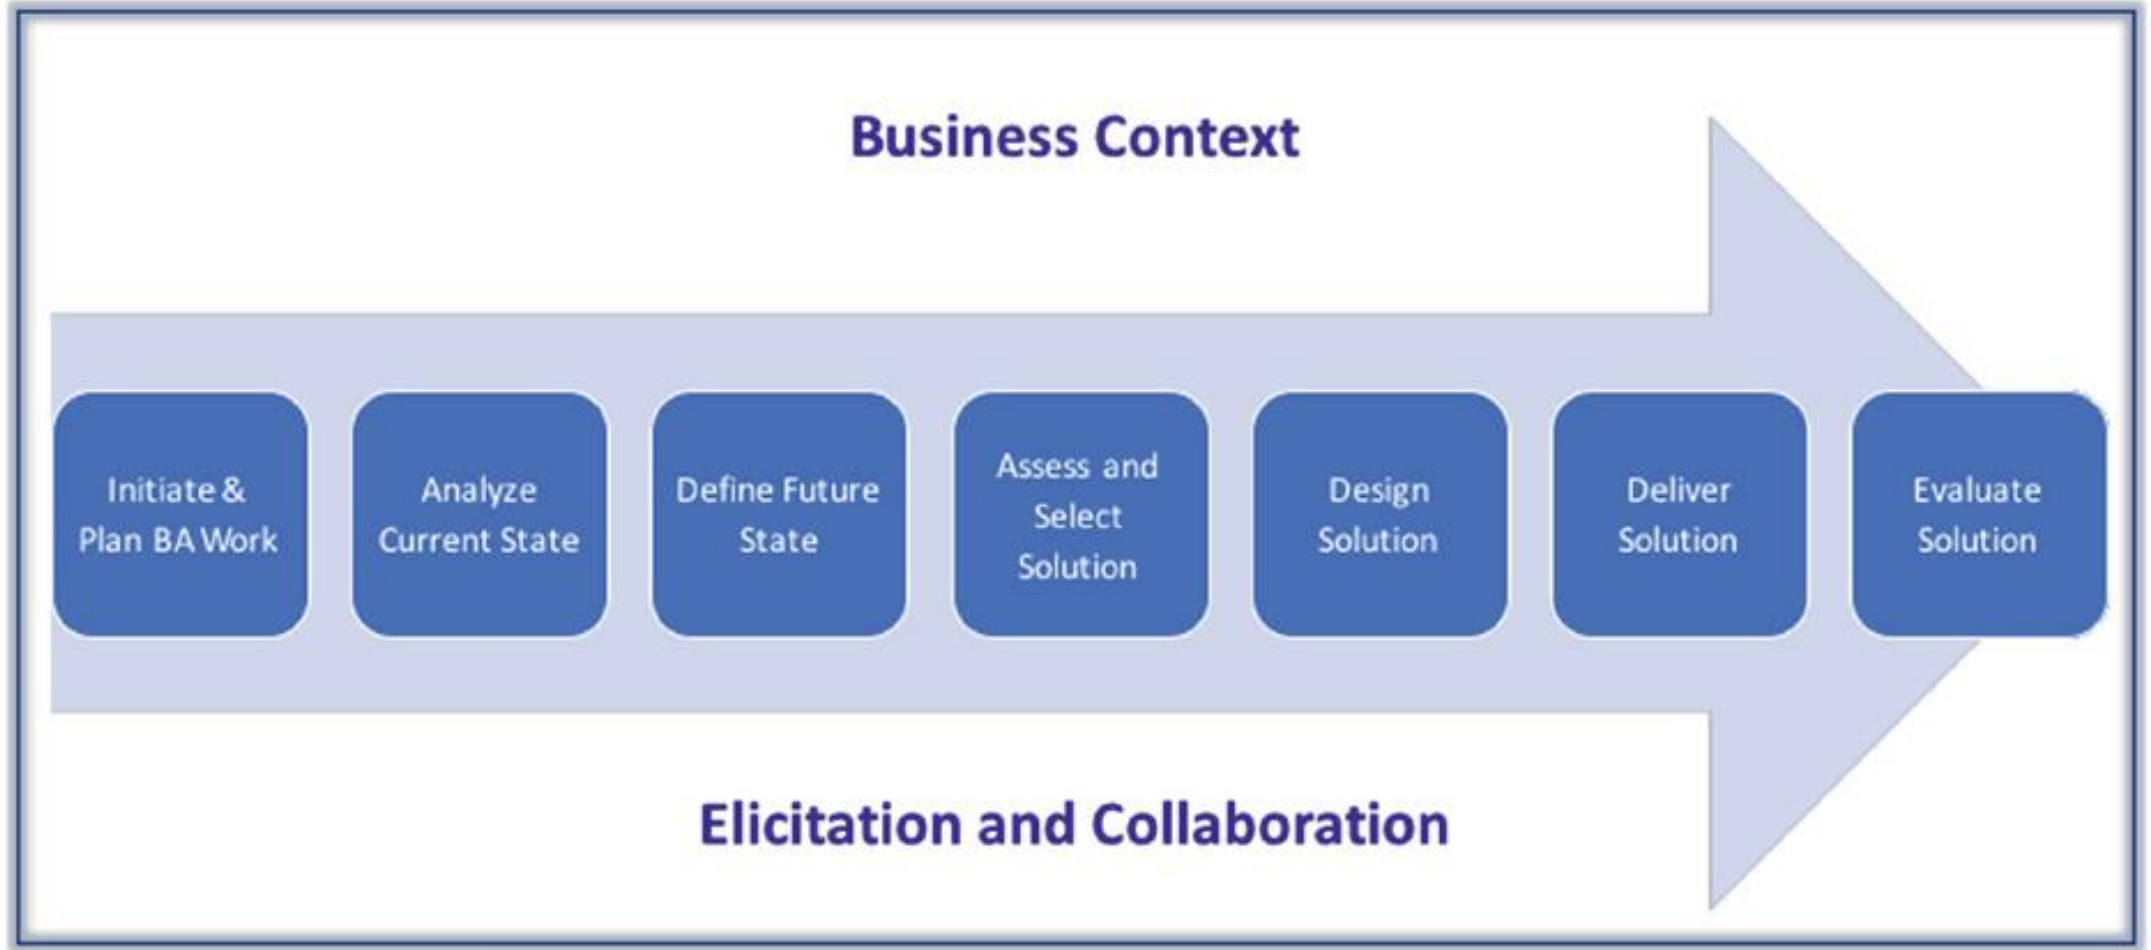 Business Context
Initiate &
Plan BA Work
Analyze
Current State
Define Future
State
Assess and
Select
Solution
Design
Solution
Deliver
Solution
Evaluate
Solution
Elicitation and Collaboration